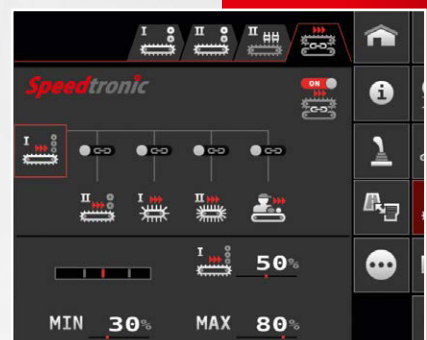 I II II
Speedtronic ON
I
II I II
I 50%
MIN 30% MAX 80%